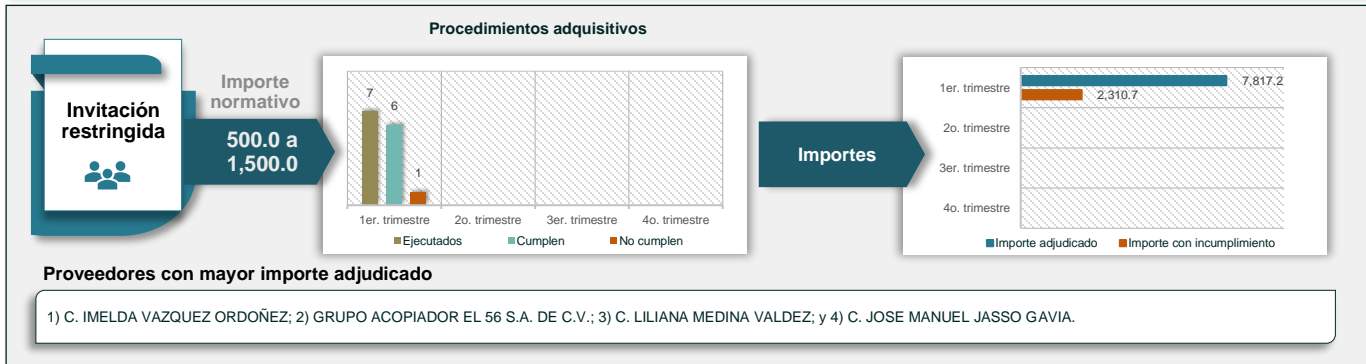 Procedimientos adquisitivos
Invitación
restringida
Importe
normativo
500.0 a
1,500.0
7
6
1
1er. trimestre 2o. trimestre 3er. trimestre 4o. trimestre
Ejecutados Cumplen No cumplen
Importes
1er. trimestre
7,817.2
2,310.7
2o. trimestre
3er. trimestre
4o. trimestre
Importe adjudicado Importe con incumplimiento
Proveedores con mayor importe adjudicado
1) C. IMELDA VAZQUEZ ORDOÑEZ; 2) GRUPO ACOPIADOR EL 56 S.A. DE C.V.; 3) C. LILIANA MEDINA VALDEZ; y 4) C. JOSE MANUEL JASSO GAVIA.